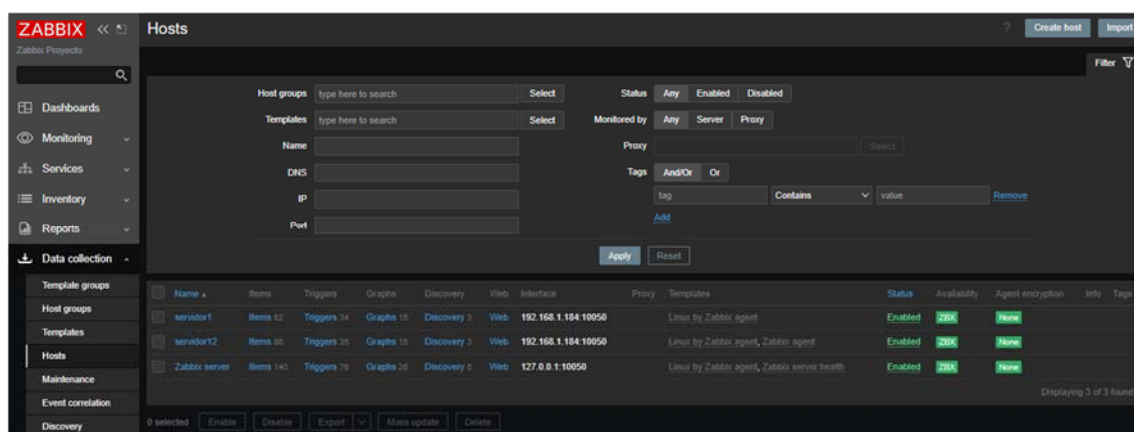 ZABBIX
Hosts
?
Create host
Import
Zabbix Proyecto
Filter
Dashboards
Monitoring
Services
Inventory
Reports
Data collection
Template groups
Host groups
Templates
Hosts
Maintenance
Event correlation
Discovery
Host groups type here to search Select
Templates type here to search Select
Name
DNS
IP
Port
Status Any Enabled Disabled
Monitored by Any Server Proxy
Proxy Select
Tags And/Or Or
tag Contains value Remove
Add
Apply Reset
Name Items Triggers Graphs Discovery Web Interface Proxy Templates Status Availability Agent encryption Info Tags
servidor1 Items 82 Triggers 34 Graphs 15 Discovery 3 Web 192.168.1.184:10050 Linux by Zabbix agent Enabled ZBX None
servidor12 Items Triggers 35 Graphs 15 Discovery 3 Web 192.168.1.184:10050 Linux by Zabbix agent, Zabbix agent Enabled ZBX None
Zabbix server Items 140 Triggers 76 Graphs 26 Discovery Web 127.0.0.1:10050 Linux by Zabbix agent, Zabbix server health Enabled ZBX None
Displaying 3 of 3 found
0 selected Enable Disable Export Mass update Delete